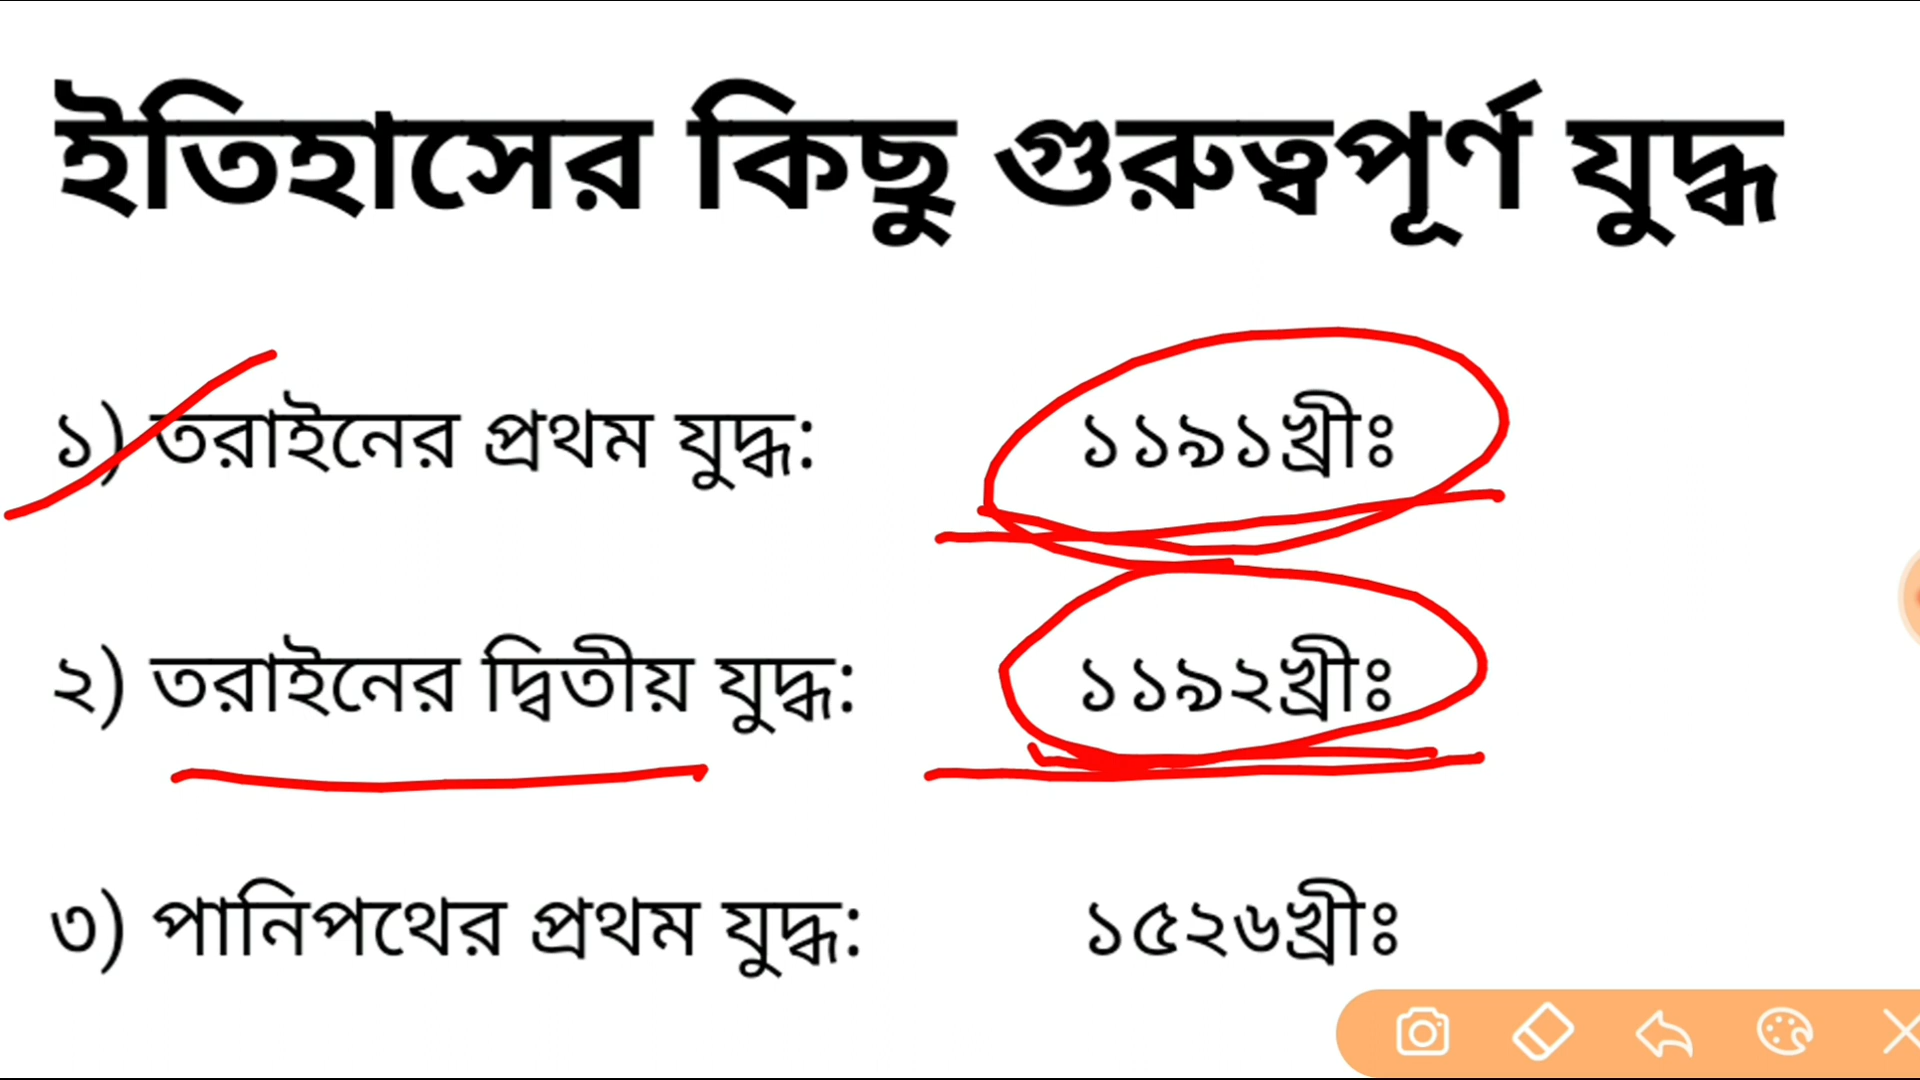 ইতিহাসের কিছু গুরুত্বপূর্ণ যুদ্ধ
১) তরাইনের প্রথম যুদ্ধ: ১১৯১খ্রীঃ
২) তরাইনের দ্বিতীয় যুদ্ধ: ১১৯২খ্রীঃ
৩) পানিপথের প্রথম যুদ্ধ: ১৫২৬খ্রীঃ